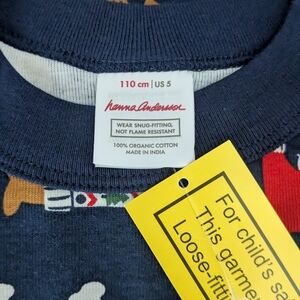 110 cm | US 5
hanna Andersson
WEAR SNUG-FITTING,
NOT FLAME RESISTANT
100% ORGANIC COTTON
MADE IN INDIA
For child's sa
This garme
Loose-fitti